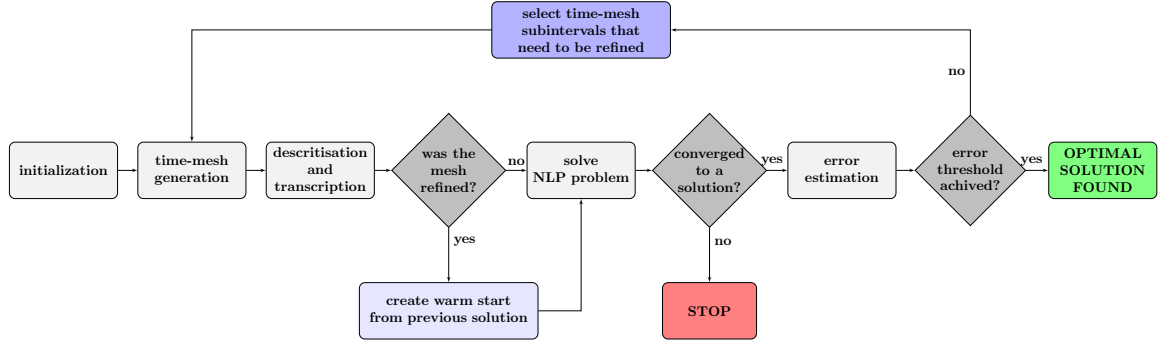 select time-mesh
subintervals that
need to be refined
no
initialization
time-mesh
generation
descritisation
and
transcription
was the
mesh
refined?
no
solve
NLP problem
converged
to a
solution?
yes
error
estimation
error
threshold
achived?
yes
OPTIMAL
SOLUTION
FOUND
yes
no
create warm start
from previous solution
STOP